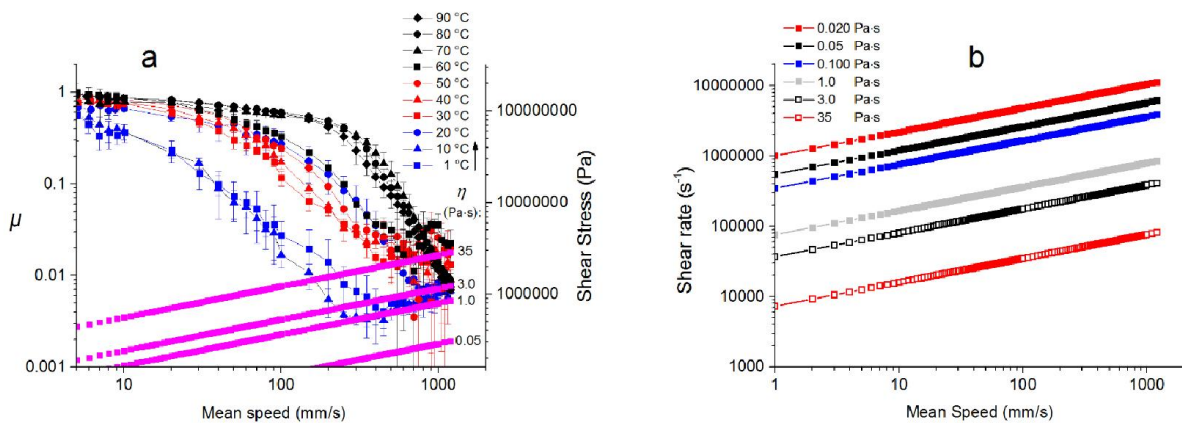 a
90 °C
80 °C
70 °C
60 °C
50 °C
40 °C
30 °C
20 °C
10 °C
1 °C
η
(Pa·s):
35
3.0
1.0
0.05
1
0.1
0.01
0.001
μ
10
100
1000
Mean speed (mm/s)
100000000
10000000
1000000
Shear Stress (Pa)
b
0.020 Pa·s
0.05 Pa·s
0.100 Pa·s
1.0 Pa·s
3.0 Pa·s
35 Pa·s
10000000
1000000
100000
10000
1000
Shear rate (s⁻¹)
1
10
100
1000
Mean Speed (mm/s)